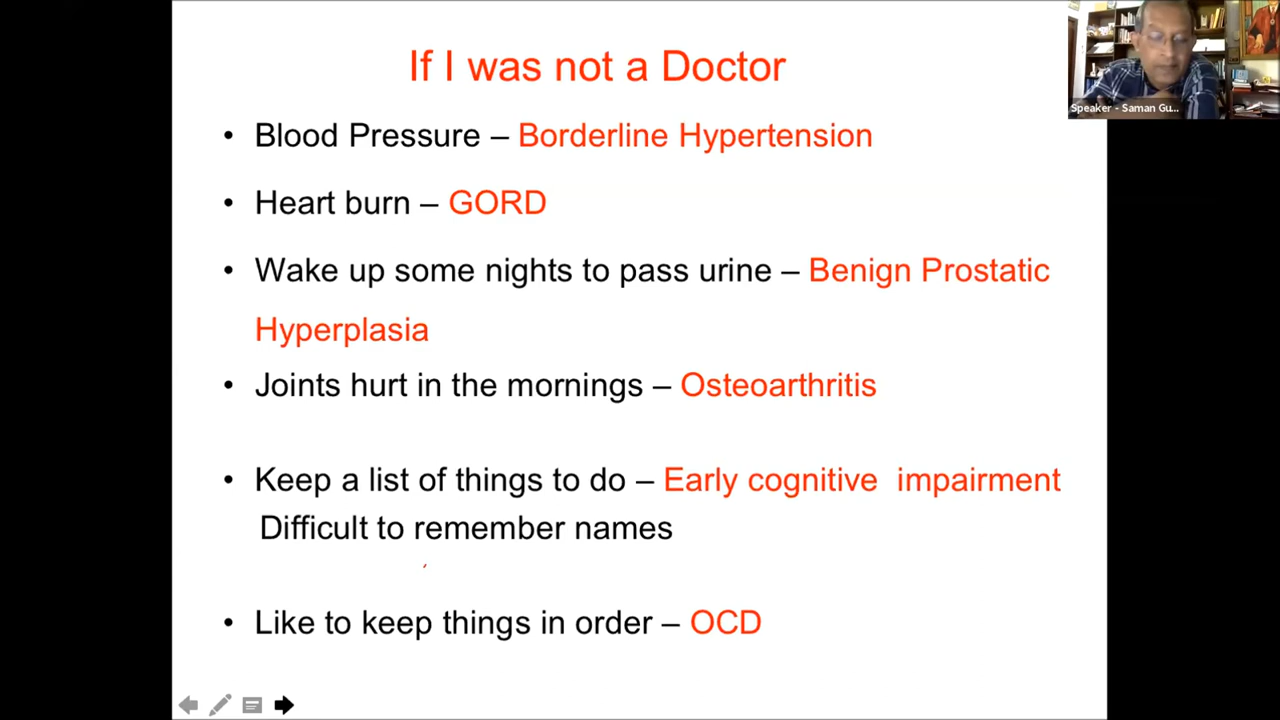 If I was not a Doctor
Speaker - Saman Gu...
• Blood Pressure – Borderline Hypertension
• Heart burn – GORD
• Wake up some nights to pass urine – Benign Prostatic
Hyperplasia
• Joints hurt in the mornings – Osteoarthritis
• Keep a list of things to do – Early cognitive  impairment
Difficult to remember names
• Like to keep things in order – OCD